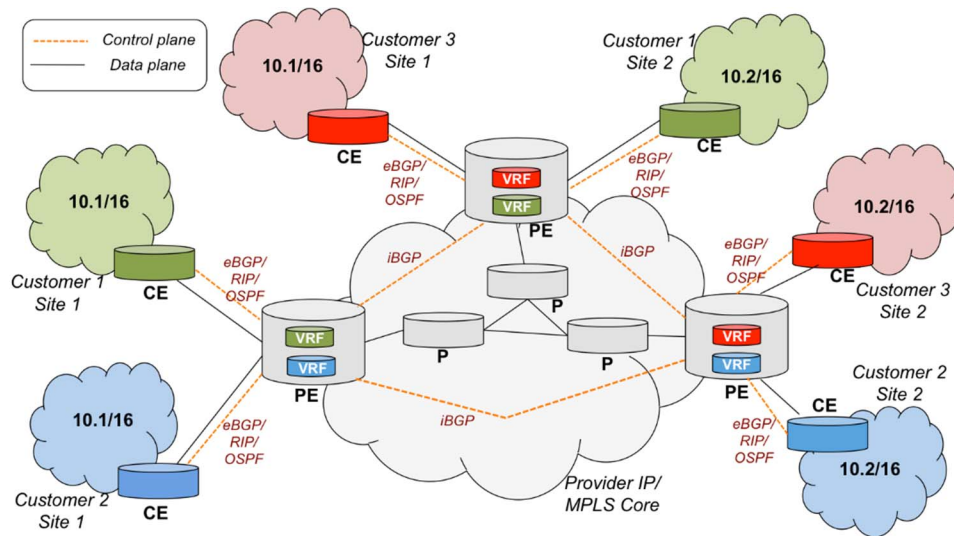 Control plane
Data plane
Customer 3
Site 1
10.1/16
CE
Customer 1
Site 2
10.2/16
CE
eBGP/
RIP/
OSPF
eBGP/
RIP/
OSPF
VRF
VRF
PE
10.1/16
CE
Customer 1
Site 1
eBGP/
RIP/
OSPF
10.2/16
CE
Customer 3
Site 2
eBGP/
RIP/
OSPF
iBGP
iBGP
P
P
P
VRF
VRF
PE
VRF
VRF
PE
iBGP
10.1/16
CE
Customer 2
Site 1
eBGP/
RIP/
OSPF
Customer 2
Site 2
CE
10.2/16
eBGP/
RIP/
OSPF
Provider IP/
MPLS Core